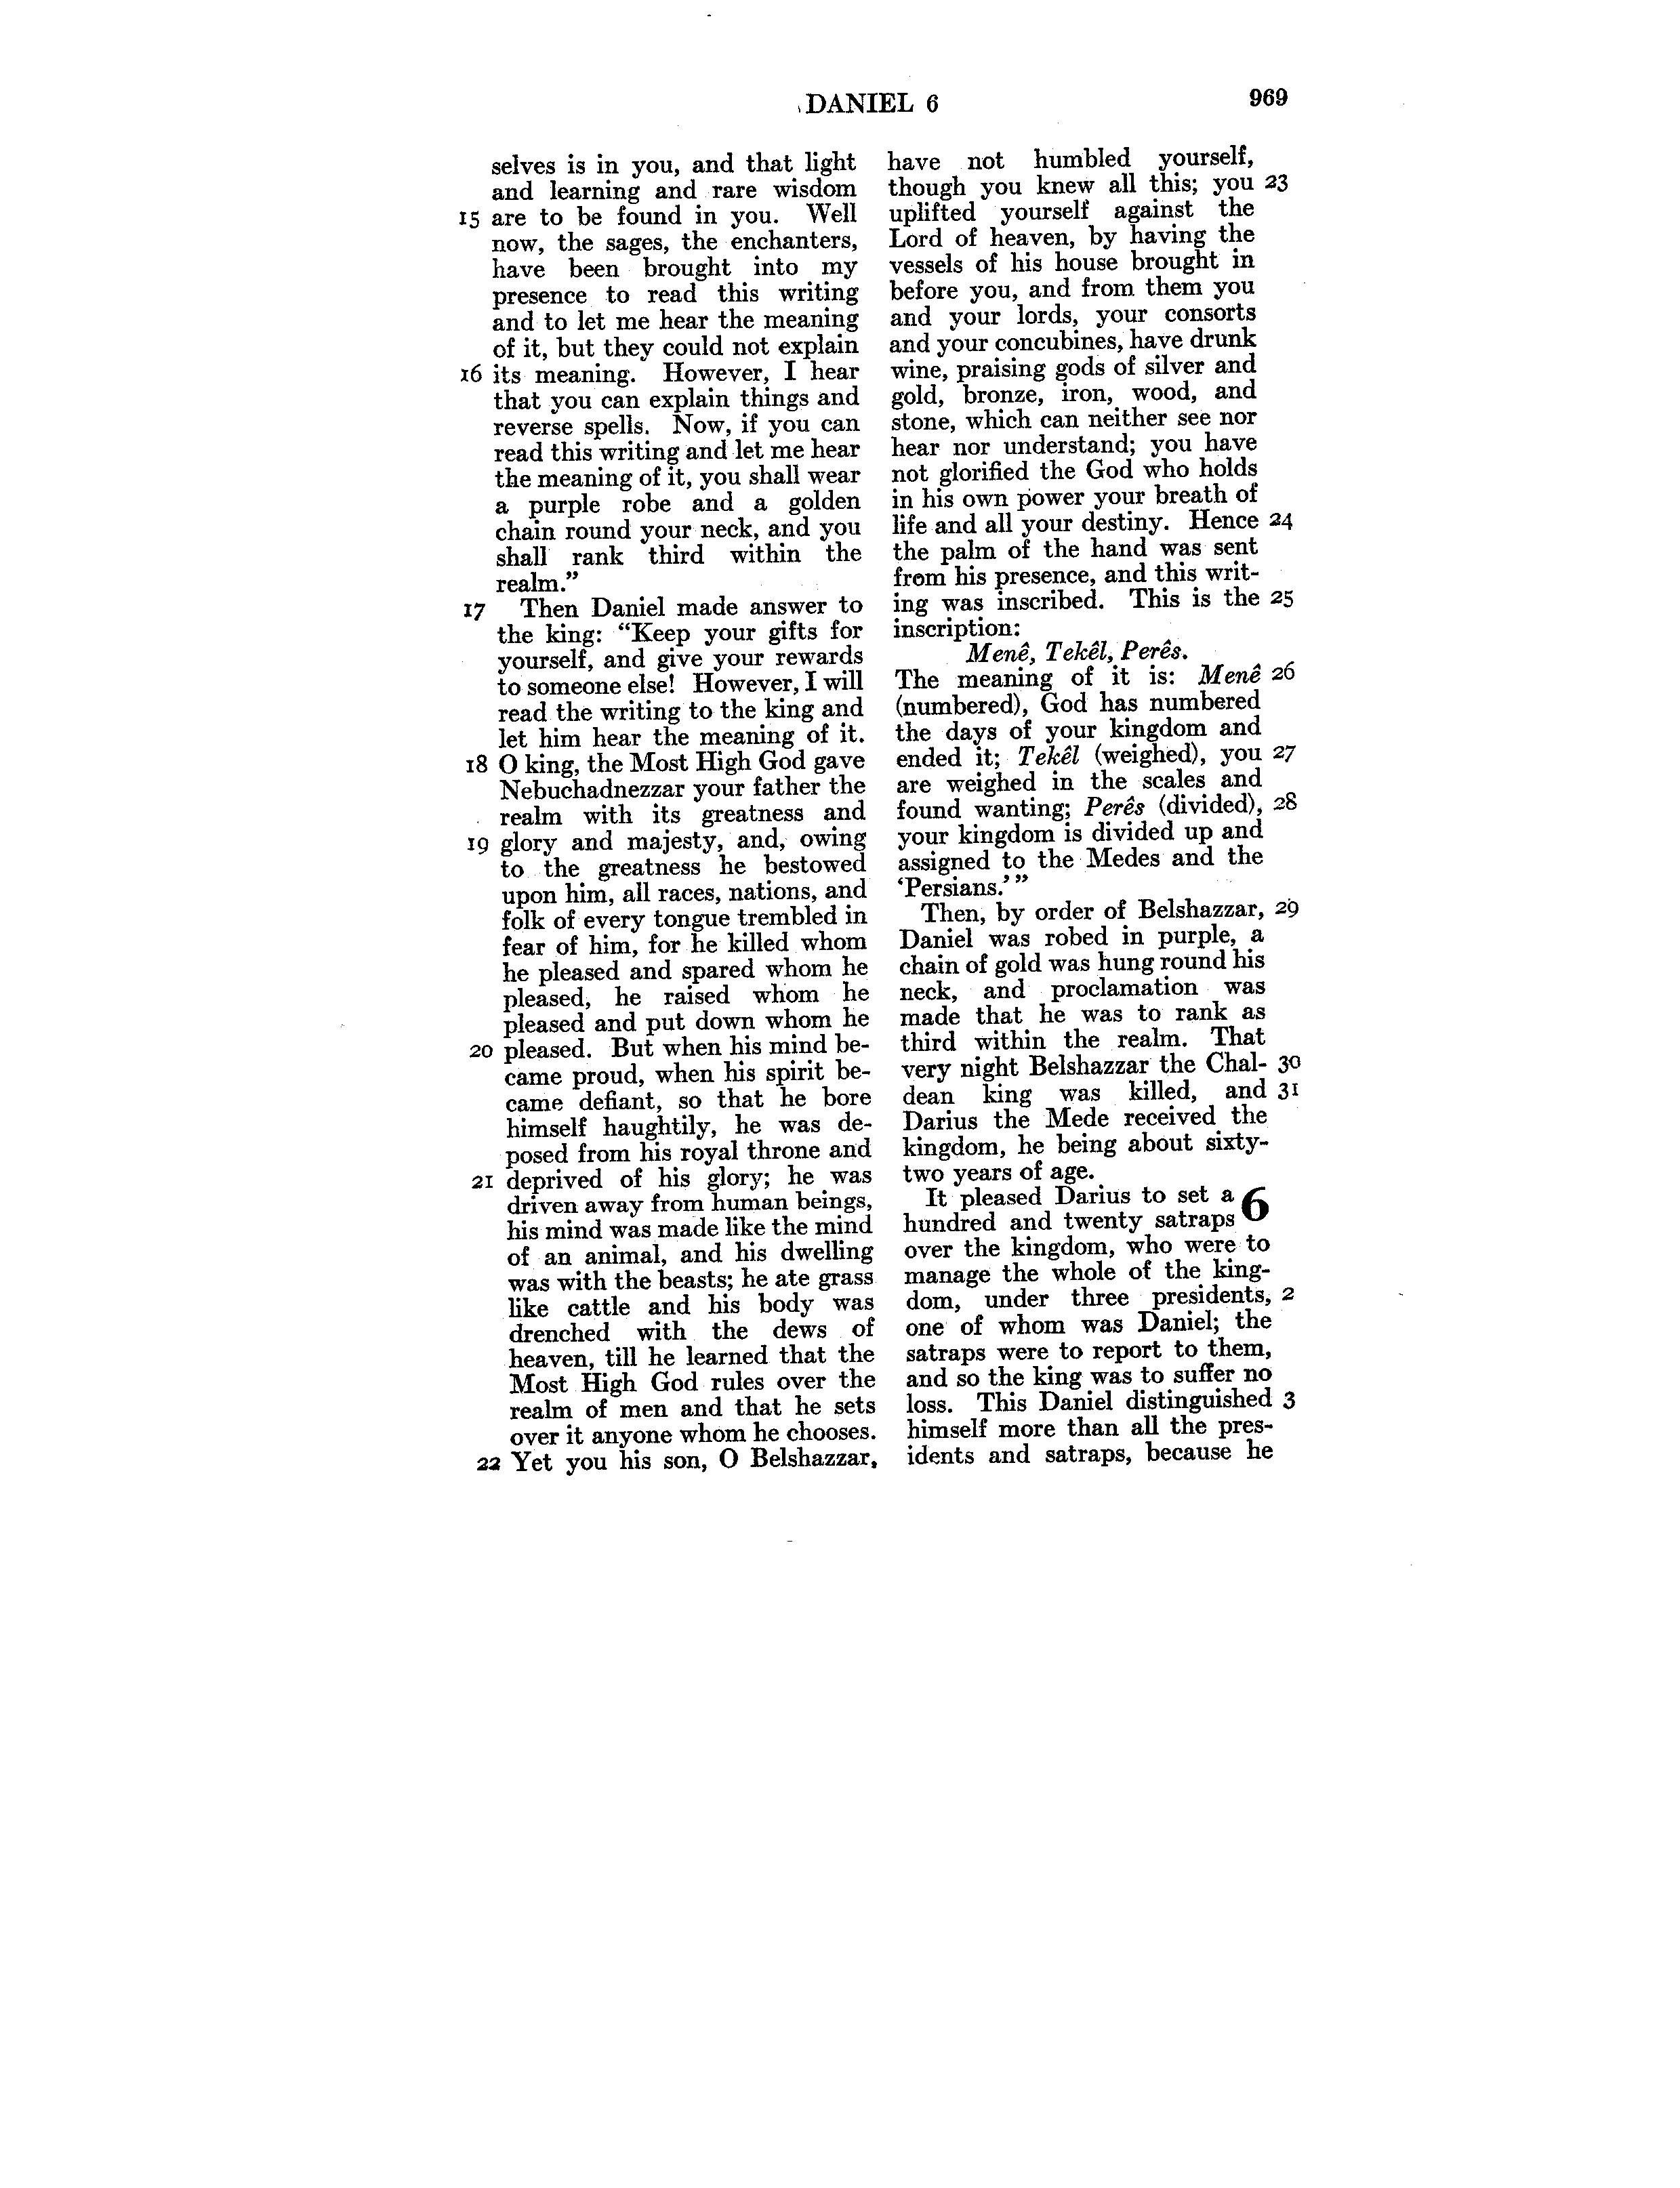 DANIEL 6 969
selves is in you, and that light
and learning and rare wisdom
15 are to be found in you. Well
now, the sages, the enchanters,
have been brought into my
presence to read this writing
and to let me hear the meaning
of it, but they could not explain
16 its meaning. However, I hear
that you can explain things and
reverse spells. Now, if you can
read this writing and let me hear
the meaning of it, you shall wear
a purple robe and a golden
chain round your neck, and you
shall rank third within the
realm.”
17 Then Daniel made answer to
the king: “Keep your gifts for
yourself, and give your rewards
to someone else! However, I will
read the writing to the king and
let him hear the meaning of it.
18 O king, the Most High God gave
Nebuchadnezzar your father the
realm with its greatness and
19 glory and majesty, and, owing
to the greatness he bestowed
upon him, all races, nations, and
folk of every tongue trembled in
fear of him, for he killed whom
he pleased and spared whom he
pleased, he raised whom he
pleased and put down whom he
20 pleased. But when his mind be-
came proud, when his spirit be-
came defiant, so that he bore
himself haughtily, he was de-
posed from his royal throne and
21 deprived of his glory; he was
driven away from human beings,
his mind was made like the mind
of an animal, and his dwelling
was with the beasts; he ate grass
like cattle and his body was
drenched with the dews of
heaven, till he learned that the
Most High God rules over the
realm of men and that he sets
over it anyone whom he chooses.
22 Yet you his son, O Belshazzar,
have not humbled yourself,
though you knew all this; you 23
uplifted yourself against the
Lord of heaven, by having the
vessels of his house brought in
before you, and from them you
and your lords, your consorts
and your concubines, have drunk
wine, praising gods of silver and
gold, bronze, iron, wood, and
stone, which can neither see nor
hear nor understand; you have
not glorified the God who holds
in his own power your breath of
life and all your destiny. Hence 24
the palm of the hand was sent
from his presence, and this writ-
ing was inscribed. This is the 25
inscription:
Menê, Tekêl, Perês.
The meaning of it is: Menê 26
(numbered), God has numbered
the days of your kingdom and
ended it; Tekêl (weighed), you 27
are weighed in the scales and
found wanting; Perês (divided), 28
your kingdom is divided up and
assigned to the Medes and the
‘Persians.’”
Then, by order of Belshazzar, 29
Daniel was robed in purple, a
chain of gold was hung round his
neck, and proclamation was
made that he was to rank as
third within the realm. That
very night Belshazzar the Chal- 30
dean king was killed, and 31
Darius the Mede received the
kingdom, he being about sixty-
two years of age.
It pleased Darius to set a 6
hundred and twenty satraps
over the kingdom, who were to
manage the whole of the king-
dom, under three presidents, 2
one of whom was Daniel; the
satraps were to report to them,
and so the king was to suffer no
loss. This Daniel distinguished 3
himself more than all the pres-
idents and satraps, because he